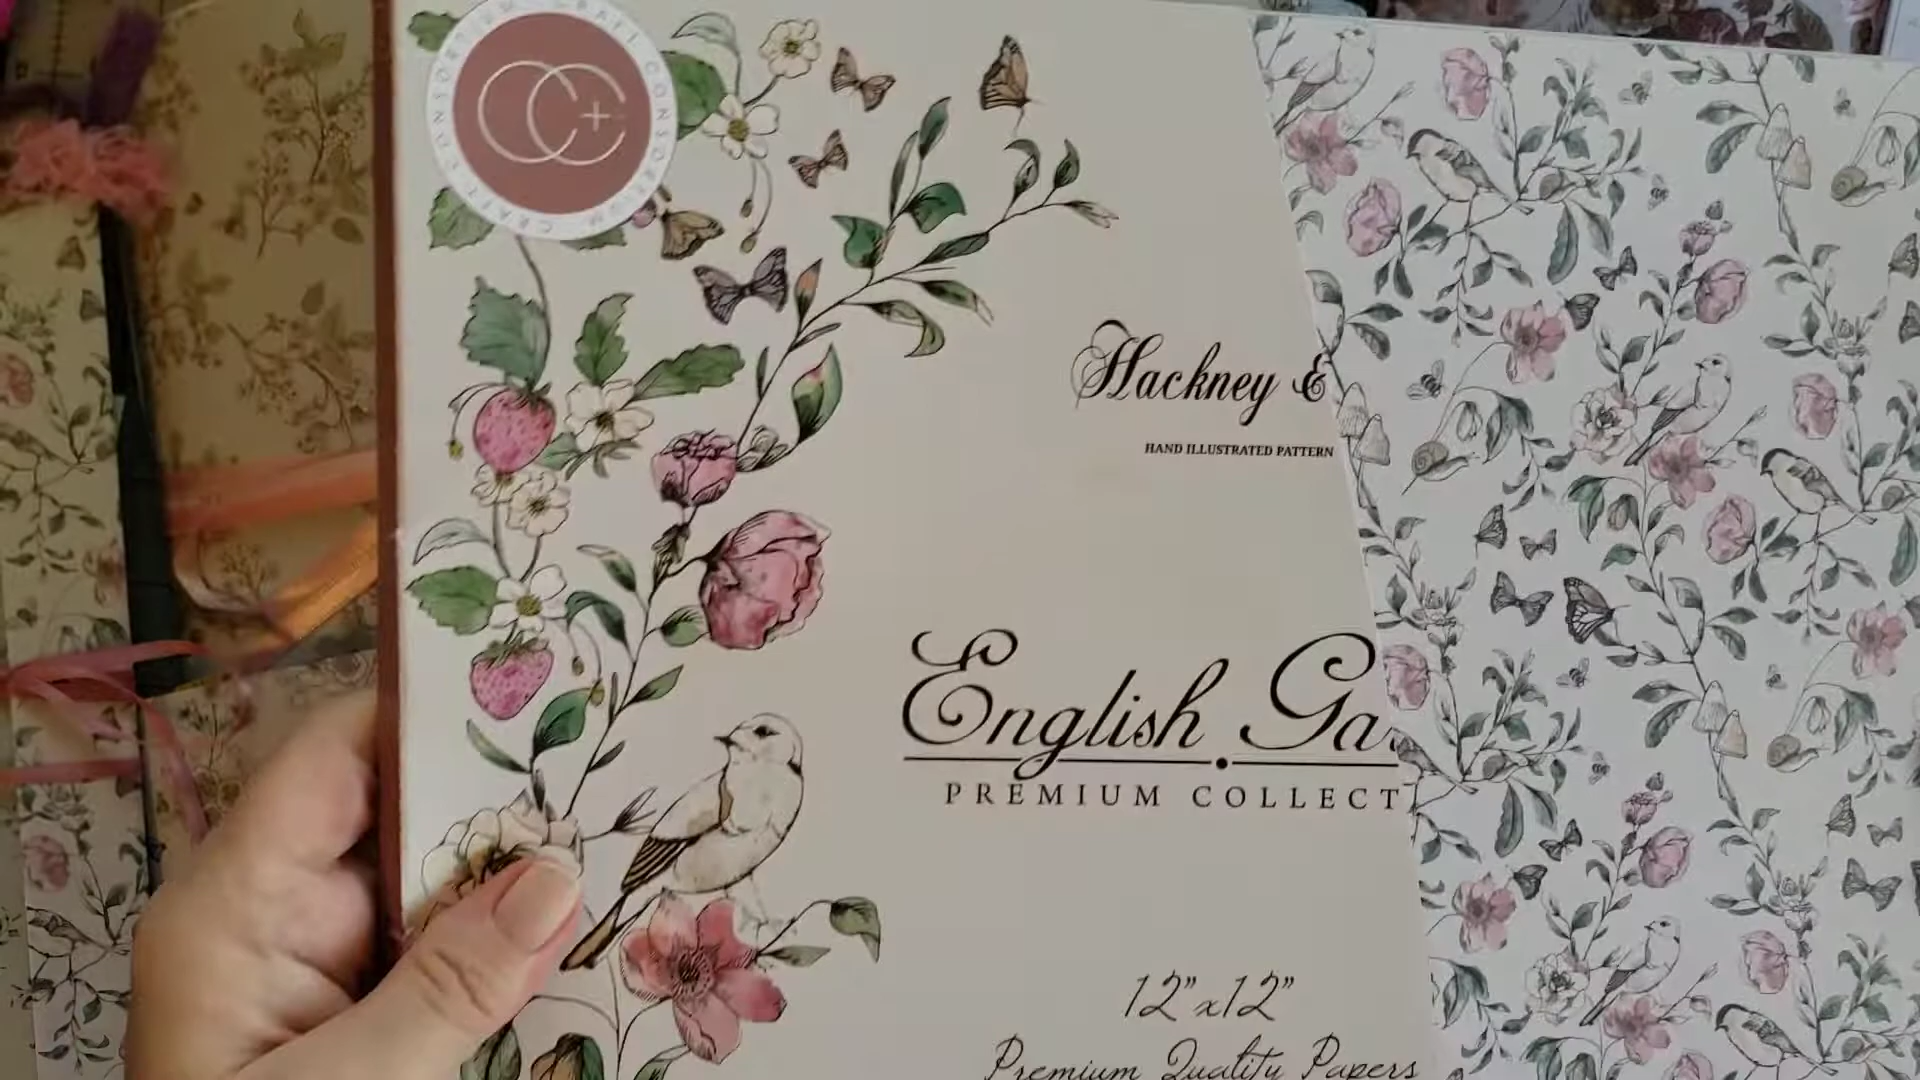 CRAFT CONSORTIUM CRAFT CONSORTIUM
CC+
Hackney &
HAND ILLUSTRATED PATTERN
English Ga
PREMIUM COLLECT
12"x12"
Premium Quality Papers